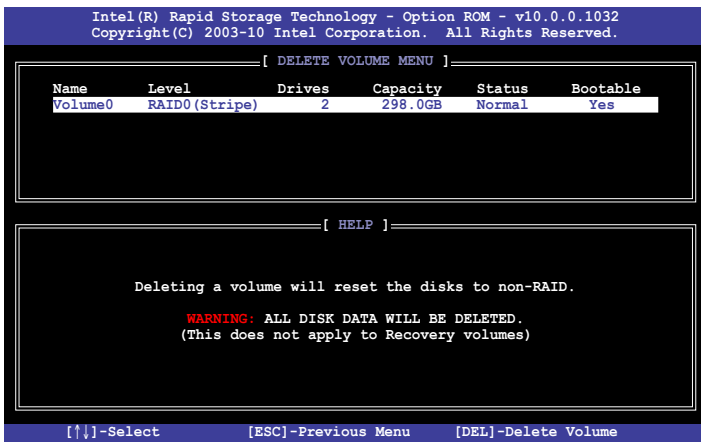 Intel(R) Rapid Storage Technology - Option ROM - v10.0.0.1032
Copyright(C) 2003-10 Intel Corporation. All Rights Reserved.
[ DELETE VOLUME MENU ]
Name Level Drives Capacity Status Bootable
Volume0 RAID0(Stripe) 2 298.0GB Normal Yes
[ HELP ]
Deleting a volume will reset the disks to non-RAID.
WARNING: ALL DISK DATA WILL BE DELETED.
(This does not apply to Recovery volumes)
[↑↓]-Select [ESC]-Previous Menu [DEL]-Delete Volume